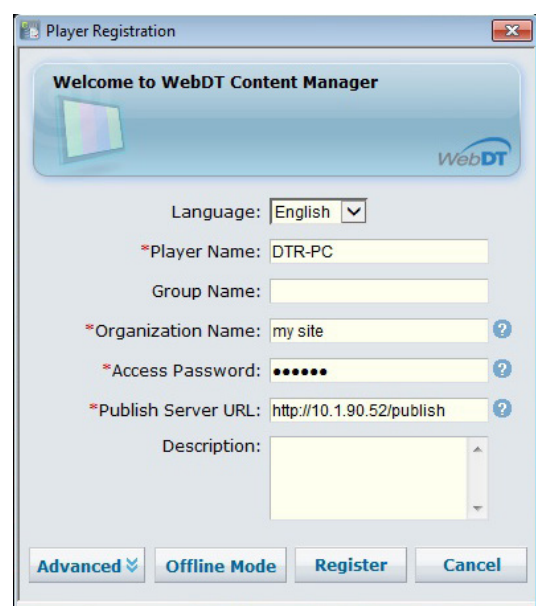 Player Registration
Welcome to WebDT Content Manager
WebDT
Language: English
*Player Name: DTR-PC
Group Name:
*Organization Name: my site
*Access Password: ●●●●●●
*Publish Server URL: http://10.1.90.52/publish
Description:
Advanced Offline Mode Register Cancel